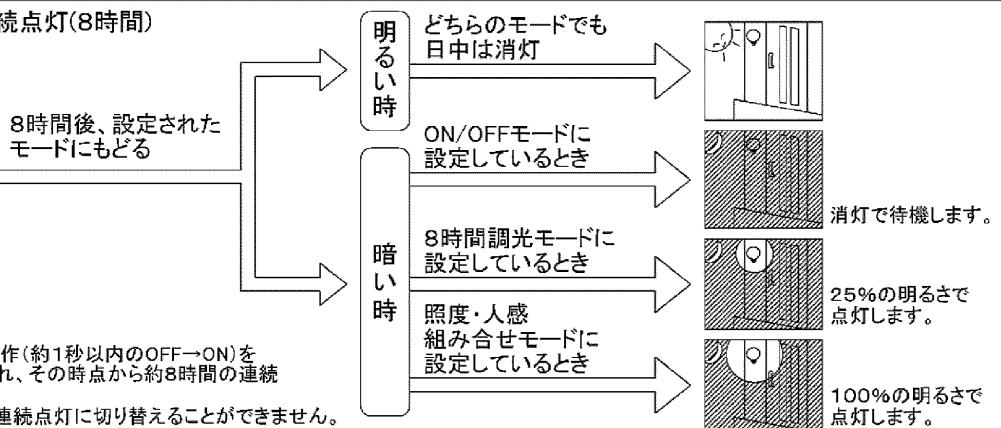 続点灯(8時間)
8時間後、設定された
モードにもどる
明るい時
どちらのモードでも
日中は消灯
暗い時
ON/OFFモードに
設定しているとき
消灯で待機します。
8時間調光モードに
設定しているとき
25%の明るさで
点灯します。
照度・人感
組み合せモードに
設定しているとき
100%の明るさで
点灯します。
作(約1秒以内のOFF→ON)を
れ、その時点から約8時間の連続
連続点灯に切り替えることができません。